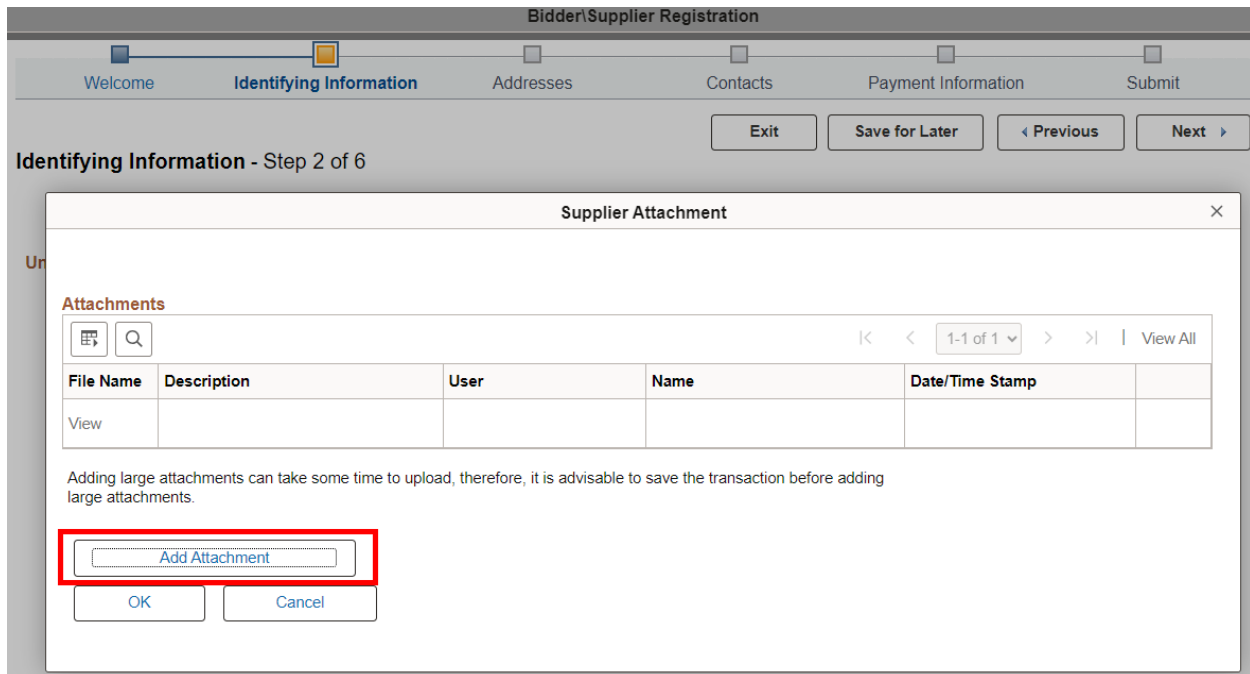 Bidder\Supplier Registration
Welcome Identifying Information Addresses Contacts Payment Information Submit
Exit Save for Later Previous Next
Identifying Information - Step 2 of 6
Supplier Attachment
Un
Attachments
1-1 of 1 View All
File Name Description User Name Date/Time Stamp
View
Adding large attachments can take some time to upload, therefore, it is advisable to save the transaction before adding
large attachments.
Add Attachment
OK Cancel